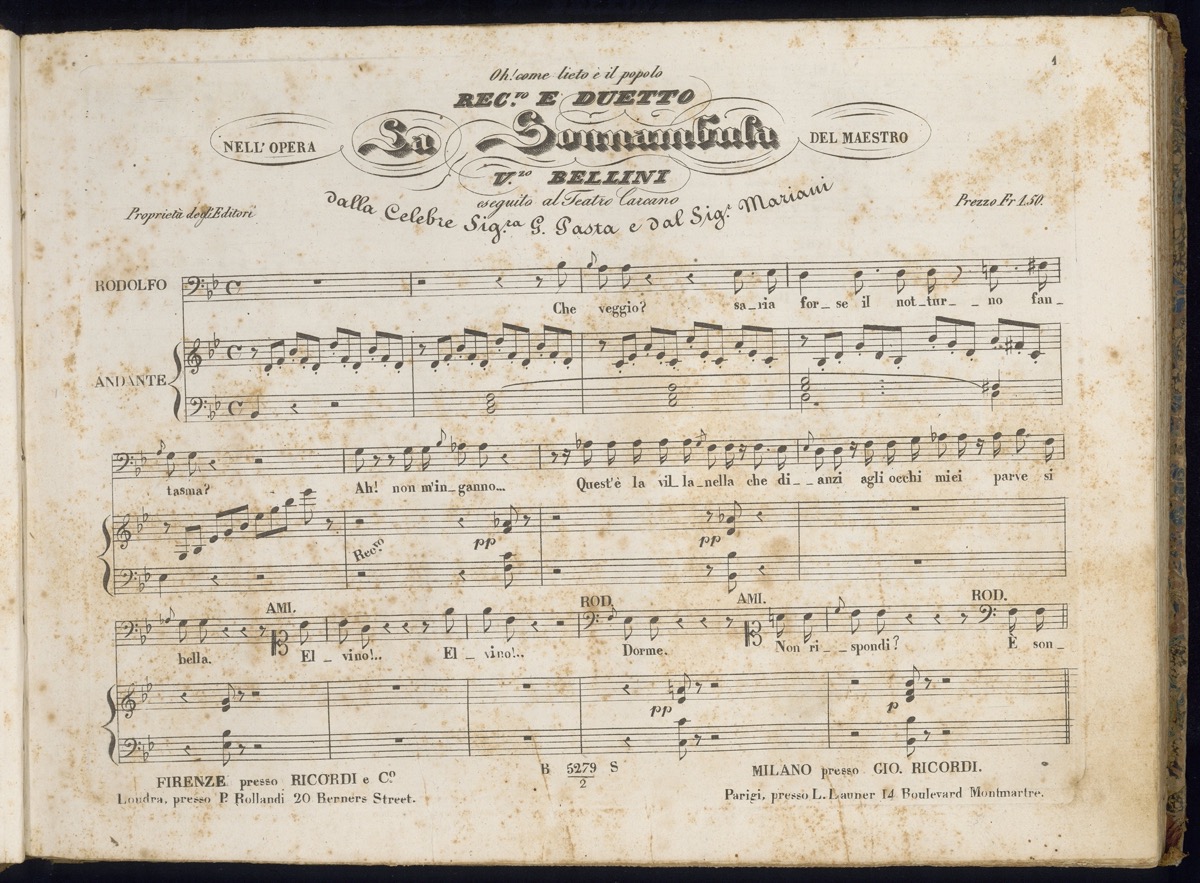 1
Oh! come lieto è il popolo
REC.ᵛᵒ E DUETTO
NELL' OPERA La Sonnambula DEL MAESTRO
V.ᶻᵒ BELLINI
eseguito al Teatro Carcano
dalla Celebre Sig.ʳᵃ G. Pasta e dal Sig.ʳ Mariani
Proprietà degl'Editori Prezzo Fr 1.50.
RODOLFO
Che veggio? sa_ria for_se il not_tur_no fan_
ANDANTE
tasma? Ah! non m'in_ganno... Quest'è la vil_la_nella che di_anzi agli occhi miei parve si
Rec.ᵛᵒ pp pp
AMI. ROD. AMI. ROD.
bella. El_vino!.. El_vino!.. Dorme. Non ri_spondi? È son_
pp p
FIRENZE presso RICORDI e Cº B 5279/2 S MILANO presso GIO. RICORDI.
Londra, presso P. Rollandi 20 Berners Street. Parigi, presso L. Launer 14 Boulevard Montmartre.